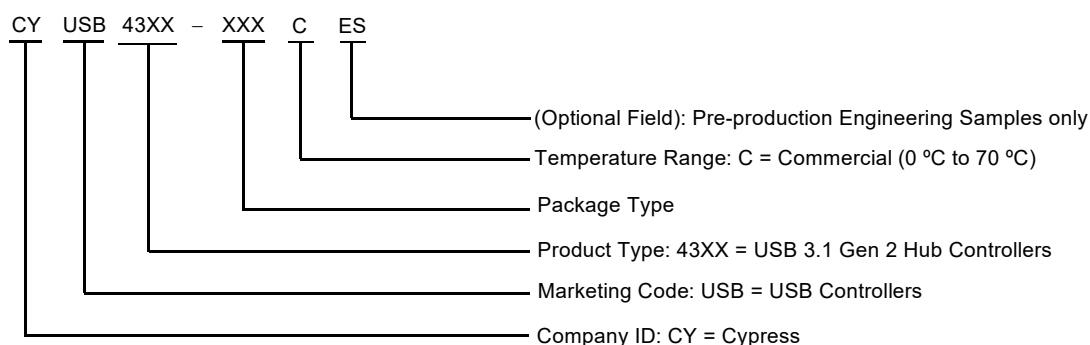 CY USB 43XX – XXX C ES
(Optional Field): Pre-production Engineering Samples only
Temperature Range: C = Commercial (0 ºC to 70 ºC)
Package Type
Product Type: 43XX = USB 3.1 Gen 2 Hub Controllers
Marketing Code: USB = USB Controllers
Company ID: CY = Cypress